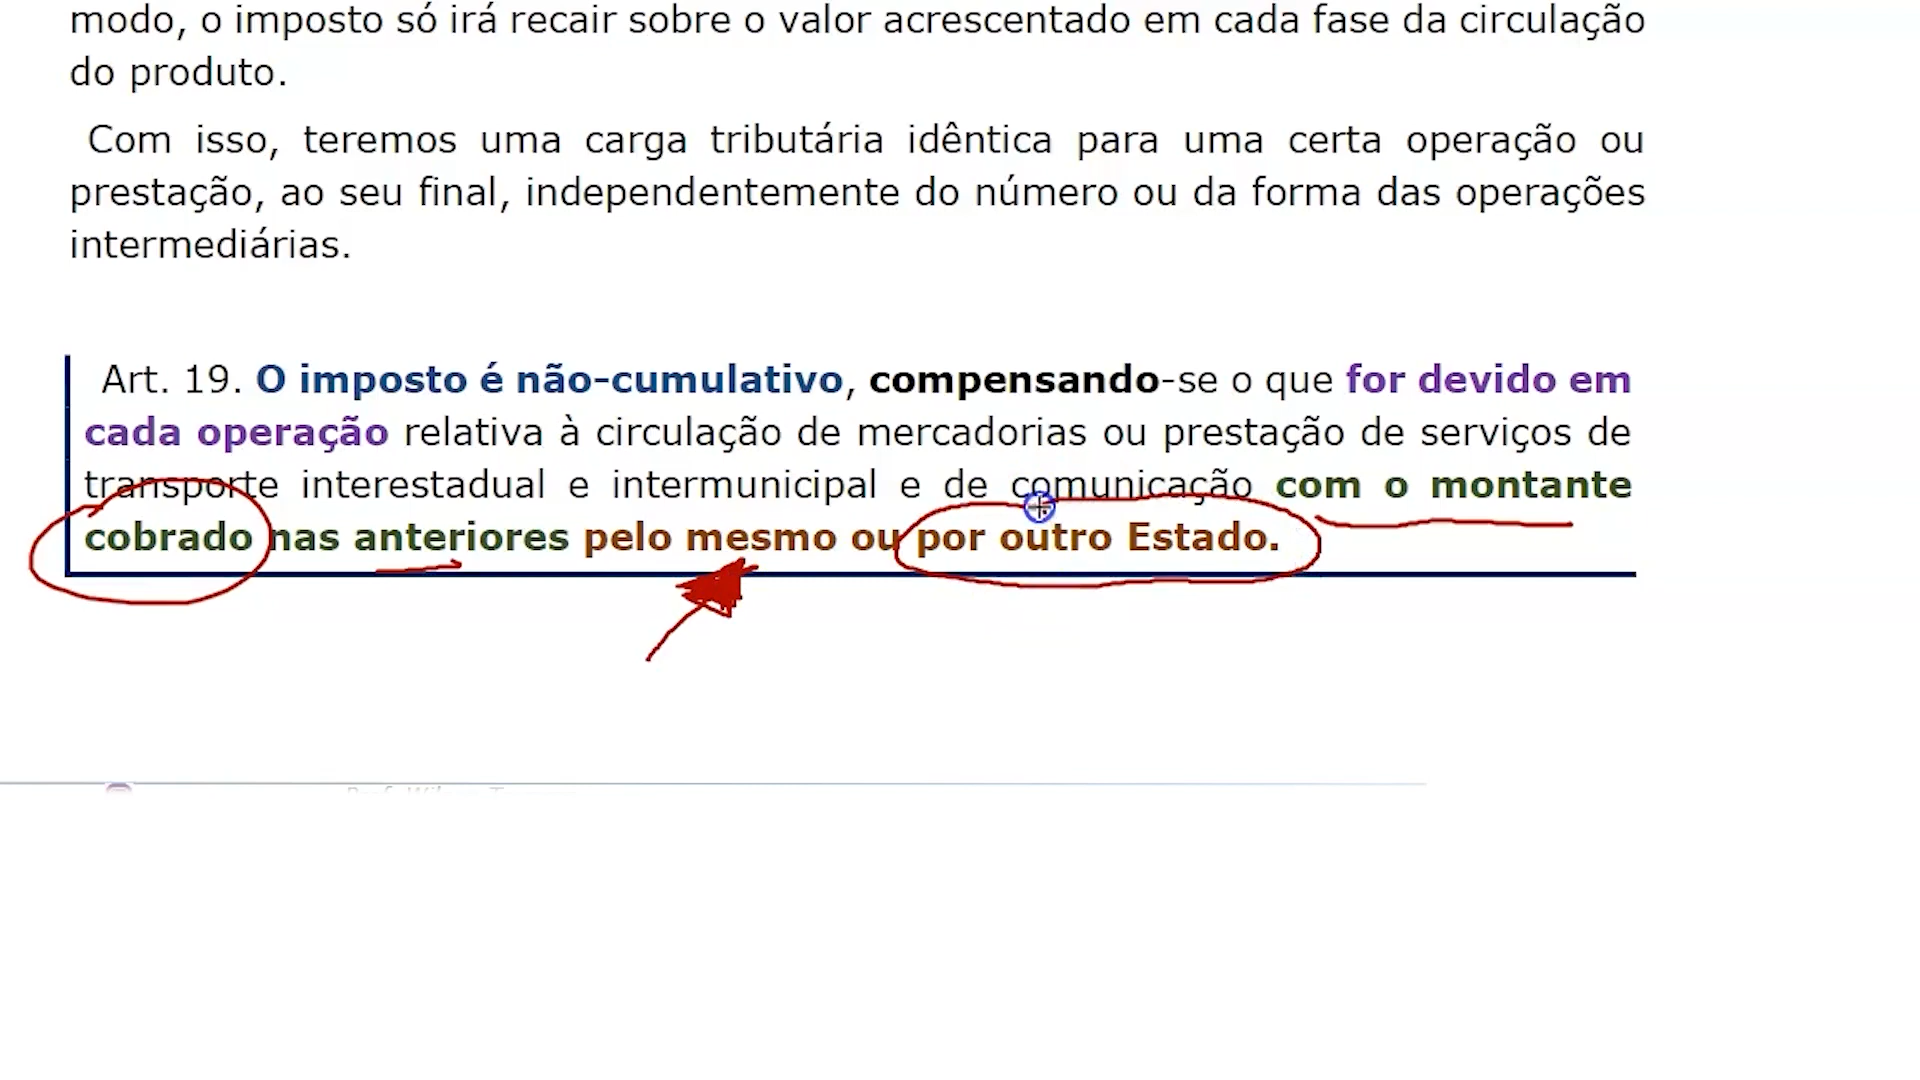 modo, o imposto só irá recair sobre o valor acrescentado em cada fase da circulação
do produto.
Com isso, teremos uma carga tributária idêntica para uma certa operação ou
prestação, ao seu final, independentemente do número ou da forma das operações
intermediárias.
Art. 19. O imposto é não-cumulativo, compensando-se o que for devido em
cada operação relativa à circulação de mercadorias ou prestação de serviços de
transporte interestadual e intermunicipal e de comunicação com o montante
cobrado nas anteriores pelo mesmo ou por outro Estado.